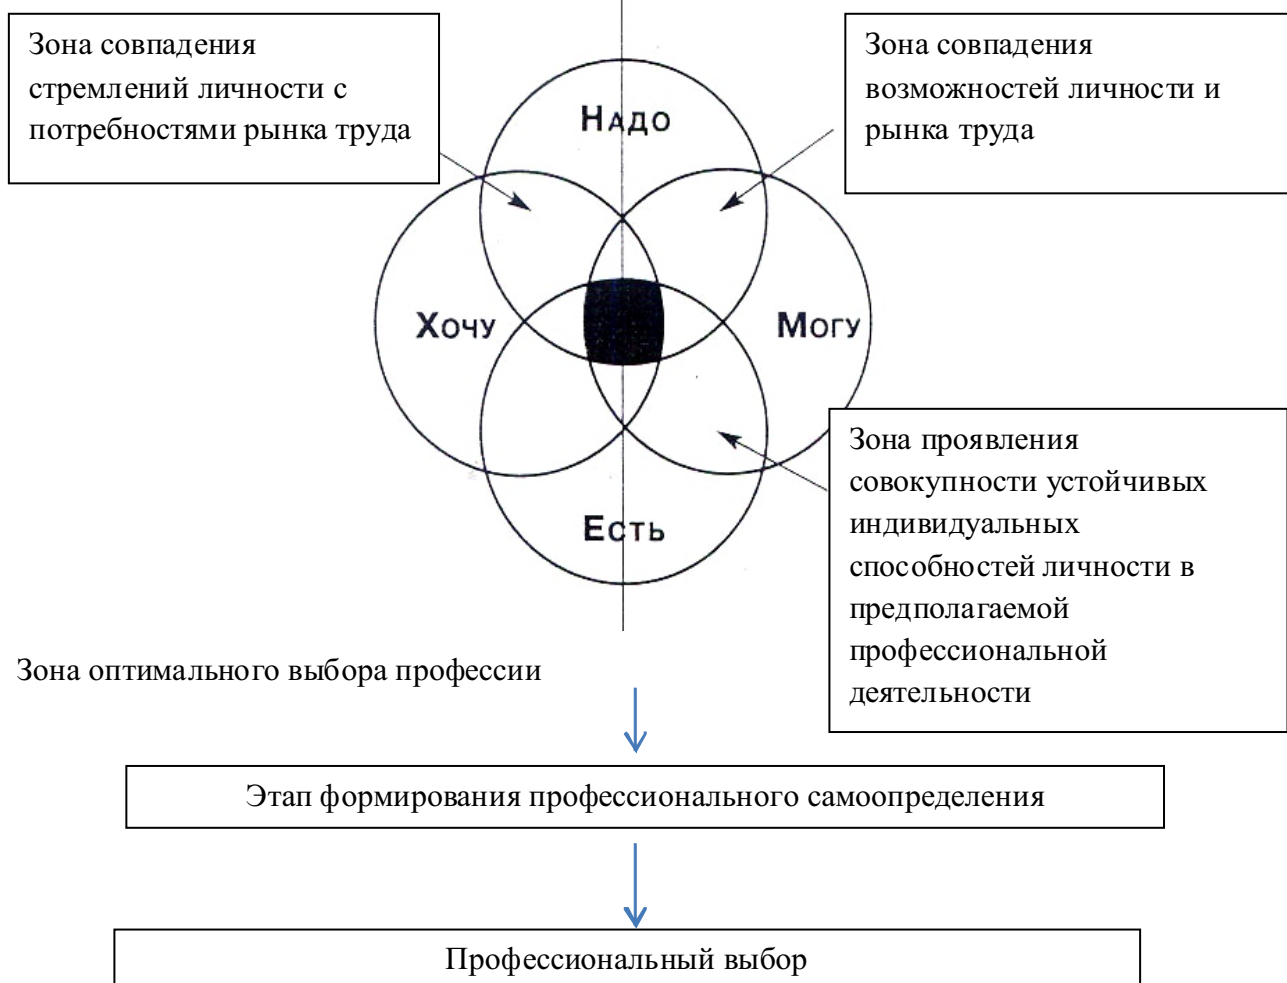 Зона совпадения
стремлений личности с
потребностями рынка труда
Зона совпадения
возможностей личности и
рынка труда
Надо
Хочу
Могу
Есть
Зона проявления
совокупности устойчивых
индивидуальных
способностей личности в
предполагаемой
профессиональной
деятельности
Зона оптимального выбора профессии
Этап формирования профессионального самоопределения
Профессиональный выбор